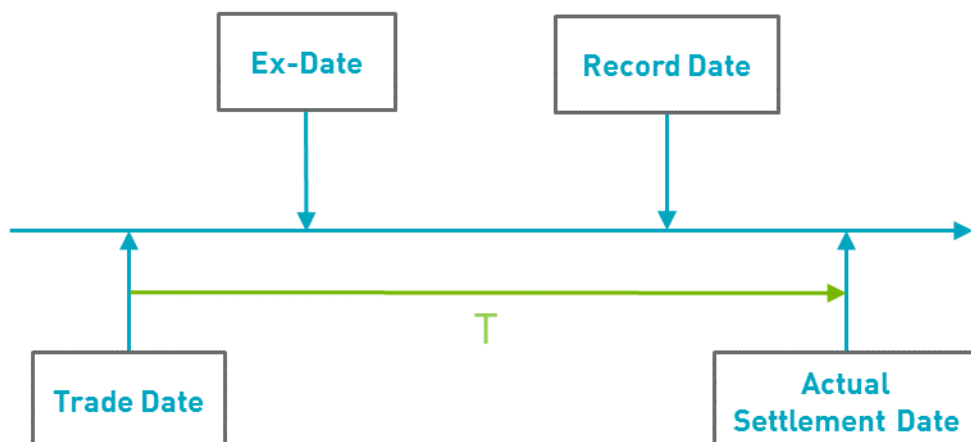 Ex-Date
Record Date
T
Trade Date
Actual
Settlement Date